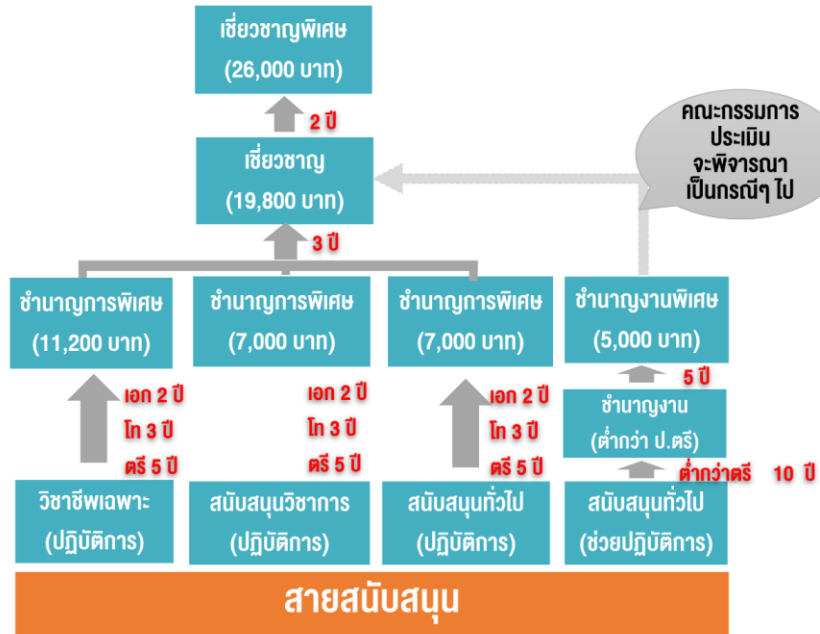 เชี่ยวชาญพิเศษ
(26,000 บาท)
2 ปี
คณะกรรมการ
ประเมิน
จะพิจารณา
เป็นกรณีๆ ไป
เชี่ยวชาญ
(19,800 บาท)
3 ปี
ชำนาญการพิเศษ
(11,200 บาท)
ชำนาญการพิเศษ
(7,000 บาท)
ชำนาญการพิเศษ
(7,000 บาท)
ชำนาญงานพิเศษ
(5,000 บาท)
เอก 2 ปี
โท 3 ปี
ตรี 5 ปี
เอก 2 ปี
โท 3 ปี
ตรี 5 ปี
เอก 2 ปี
โท 3 ปี
ตรี 5 ปี
5 ปี
ชำนาญงาน
(ต่ำกว่า ป.ตรี)
ต่ำกว่าตรี 10 ปี
วิชาชีพเฉพาะ
(ปฏิบัติการ)
สนับสนุนวิชาการ
(ปฏิบัติการ)
สนับสนุนทั่วไป
(ปฏิบัติการ)
สนับสนุนทั่วไป
(ช่วยปฏิบัติการ)
สายสนับสนุน